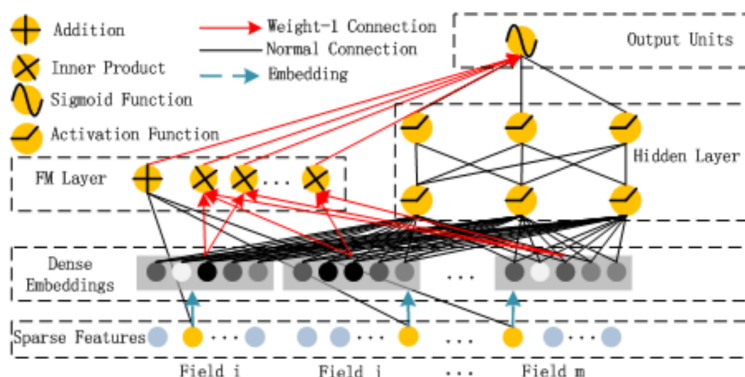 Addition
Inner Product
Sigmoid Function
Activation Function
Weight-1 Connection
Normal Connection
Embedding
Output Units
Hidden Layer
FM Layer
. . .
Dense
Embeddings
. . .
Sparse Features
. . .
. . .
. . .
. . .
Field i
Field j
. . .
Field m